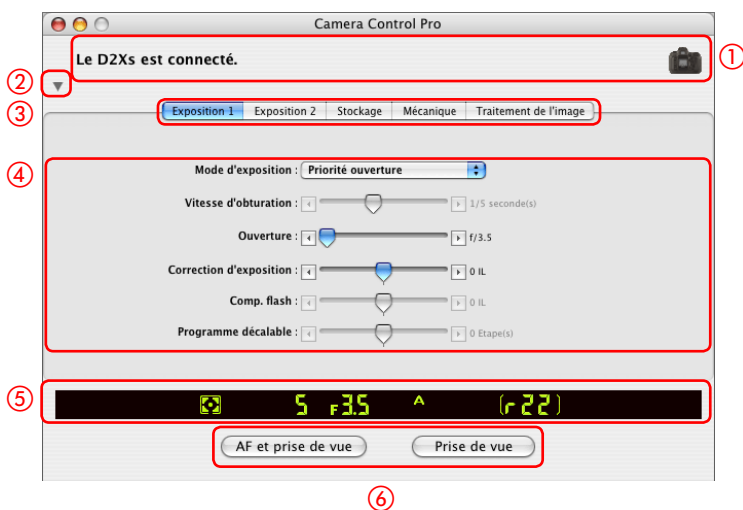 Camera Control Pro
Le D2Xs est connecté.
①
②
③
Exposition 1 Exposition 2 Stockage Mécanique Traitement de l'image
④
Mode d'exposition : Priorité ouverture
Vitesse d'obturation : 1/5 seconde(s)
Ouverture : f/3.5
Correction d'exposition : 0 IL
Comp. flash : 0 IL
Programme décalable : 0 Etape(s)
⑤
5 F3.5 A (r22)
AF et prise de vue Prise de vue
⑥